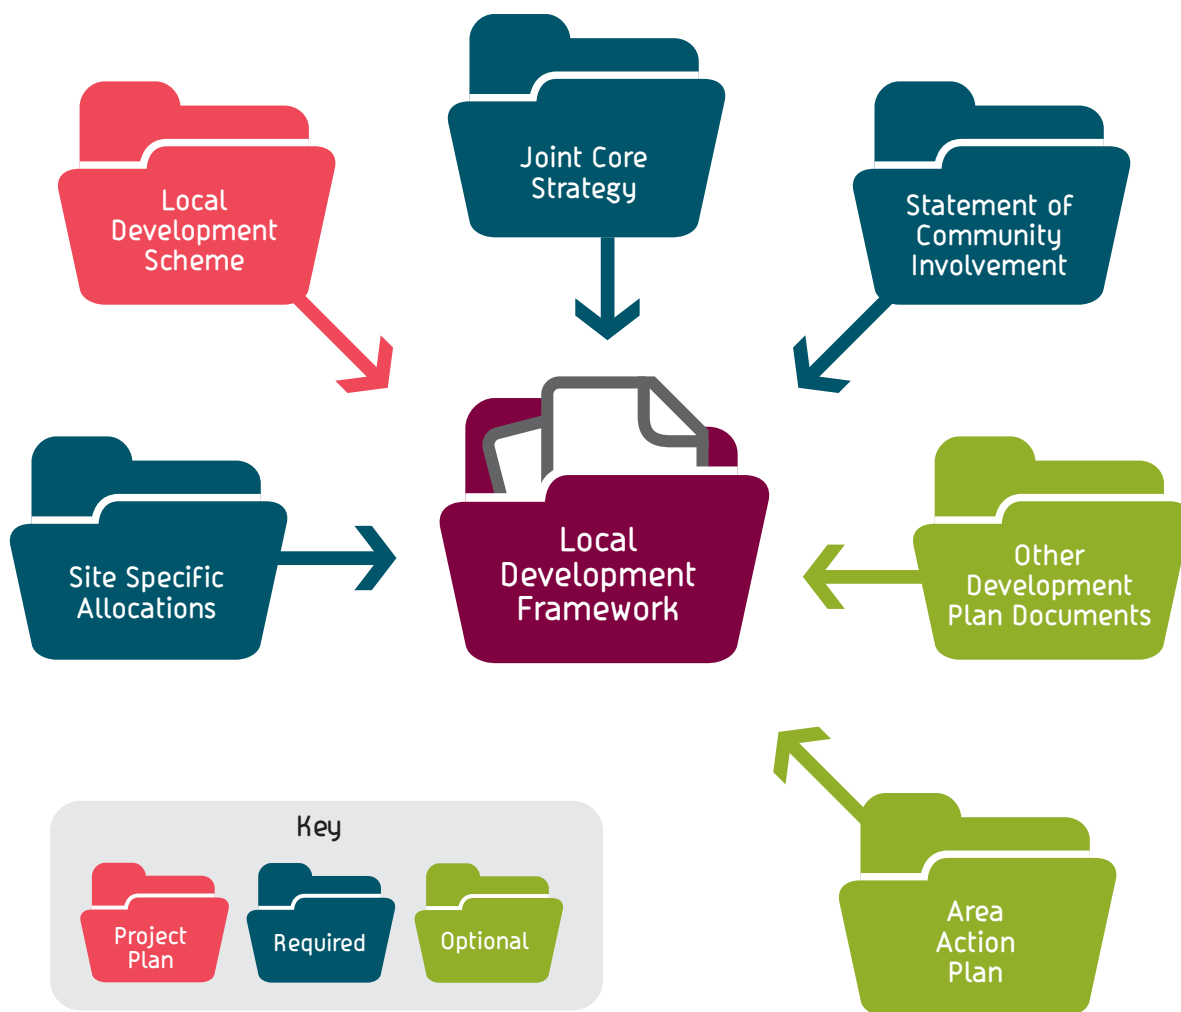 Joint Core
Strategy
Local
Development
Scheme
Statement of
Community
Involvement
Local
Development
Framework
Site Specific
Allocations
Other
Development
Plan Documents
Key
Project
Plan
Required
Optional
Area
Action
Plan